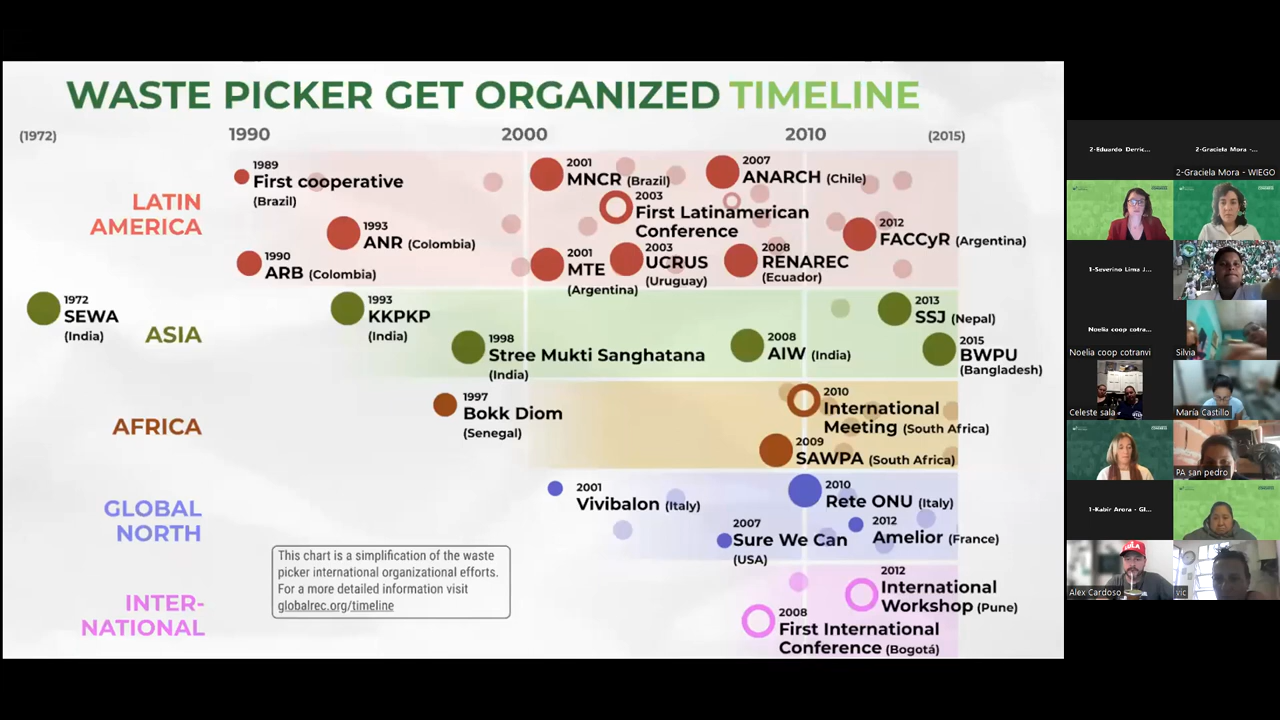 WASTE PICKER GET ORGANIZED TIMELINE
(1972)
1990
2000
2010
(2015)
LATIN
AMERICA
1989
First cooperative
(Brazil)
1993
ANR (Colombia)
1990
ARB (Colombia)
2001
MNCR (Brazil)
2003
First Latinamerican
Conference
2001
MTE
(Argentina)
2003
UCRUS
(Uruguay)
2007
ANARCH (Chile)
2008
RENAREC
(Ecuador)
2012
FACCyR (Argentina)
ASIA
1972
SEWA
(India)
1993
KKPKP
(India)
1998
Stree Mukti Sanghatana
(India)
2008
AIW (India)
2013
SSJ (Nepal)
2015
BWPU
(Bangladesh)
AFRICA
1997
Bokk Diom
(Senegal)
2010
International
Meeting (South Africa)
2009
SAWPA (South Africa)
GLOBAL
NORTH
2001
Vivibalon (Italy)
2010
Rete ONU (Italy)
2007
Sure We Can
(USA)
2012
Amelior (France)
INTER-
NATIONAL
2012
International
Workshop (Pune)
2008
First International
Conference (Bogotá)
This chart is a simplification of the waste
picker international organizational efforts.
For a more detailed information visit
globalrec.org/timeline
2-Eduardo Derric...
2-Graciela Mora -...
2-Graciela Mora - WIEGO
1-Severino Lima J...
Noelia coop cotra...
Noelia coop cotranvi
Silvia
Celeste sala
María Castillo
PA san pedro
1-Kabir Arora - Gl...
Alex Cardoso
vic